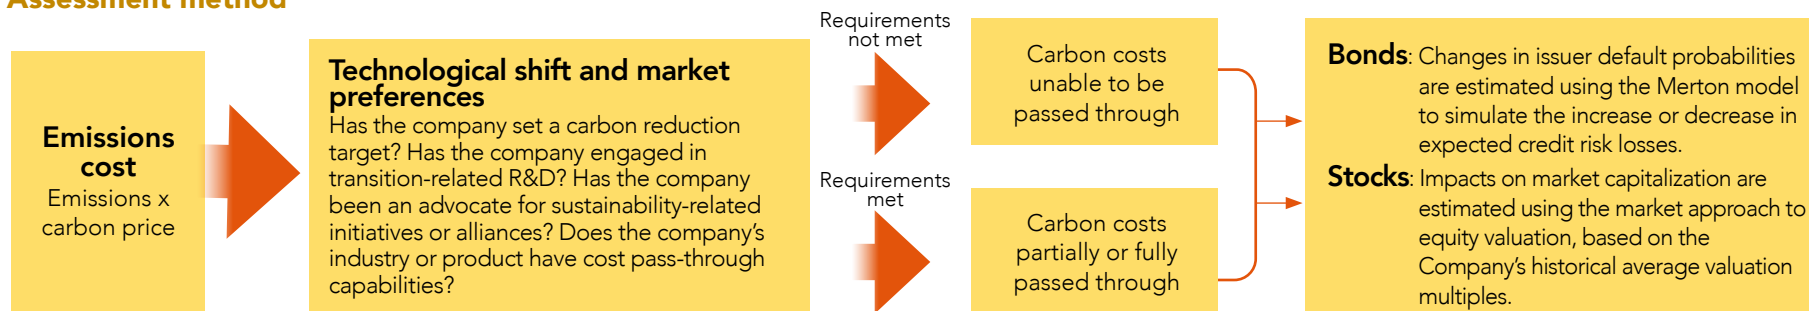 Assessment method
Emissions
cost
Emissions x
carbon price
Technological shift and market
preferences
Has the company set a carbon reduction
target? Has the company engaged in
transition-related R&D? Has the company
been an advocate for sustainability-related
initiatives or alliances? Does the company’s
industry or product have cost pass-through
capabilities?
Requirements
not met
Carbon costs
unable to be
passed through
Requirements
met
Carbon costs
partially or fully
passed through
Bonds: Changes in issuer default probabilities
are estimated using the Merton model
to simulate the increase or decrease in
expected credit risk losses.
Stocks: Impacts on market capitalization are
estimated using the market approach to
equity valuation, based on the
Company’s historical average valuation
multiples.